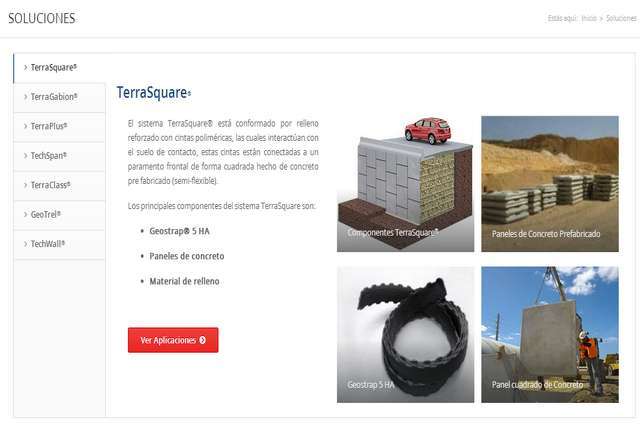 SOLUCIONES
Estás aquí: Inicio > Soluciones
> TerraSquare®
> TerraGabion®
> TerraPlus®
> TechSpan®
> TerraClass®
> GeoTrel®
> TechWall®
TerraSquare®
El sistema TerraSquare® está conformado por relleno
reforzado con cintas poliméricas, las cuales interactúan con
el suelo de contacto, estas cintas están conectadas a un
paramento frontal de forma cuadrada hecho de concreto
pre fabricado (semi-flexible).
Los principales componentes del sistema TerraSquare son:
• Geostrap® 5 HA
• Paneles de concreto
• Material de relleno
Ver Aplicaciones
Componentes TerraSquare®
Paneles de Concreto Prefabricado
Geostrap 5 HA
Panel cuadrado de Concreto